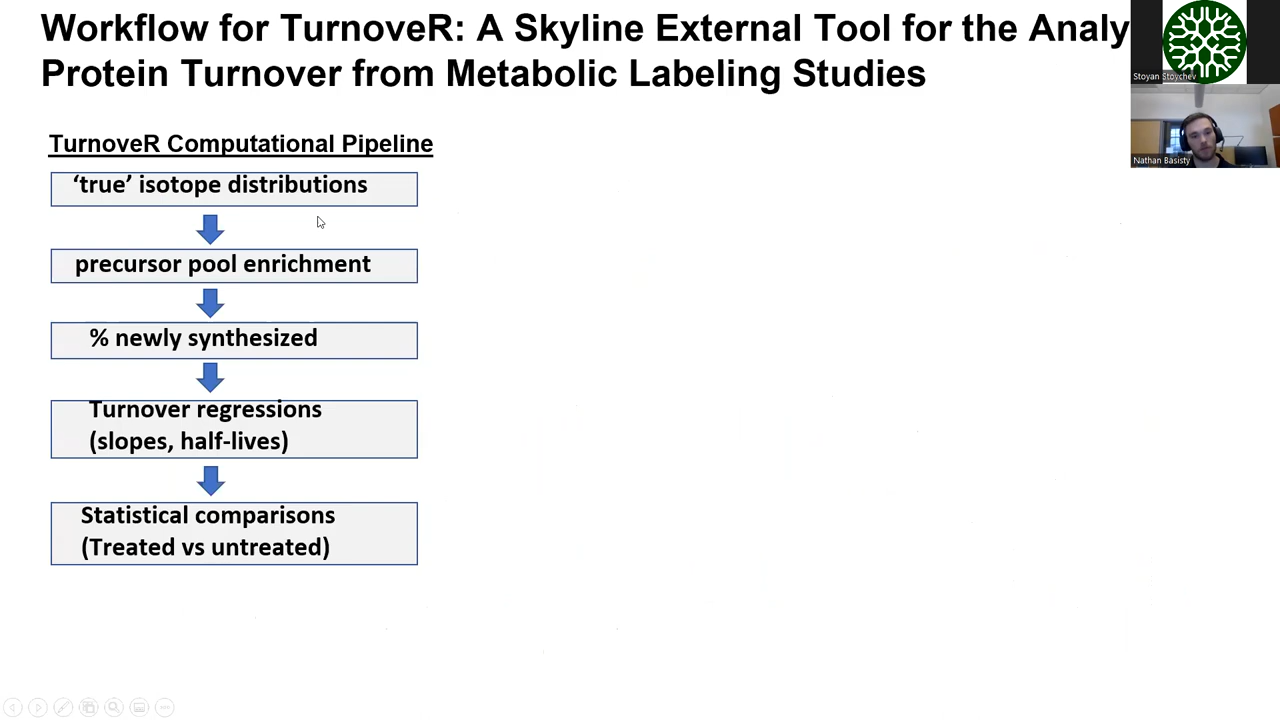 Workflow for TurnoveR: A Skyline External Tool for the Analy
Protein Turnover from Metabolic Labeling Studies
Stoyan Stoychev
Nathan Basisty
TurnoveR Computational Pipeline
‘true’ isotope distributions
precursor pool enrichment
% newly synthesized
Turnover regressions
(slopes, half-lives)
Statistical comparisons
(Treated vs untreated)